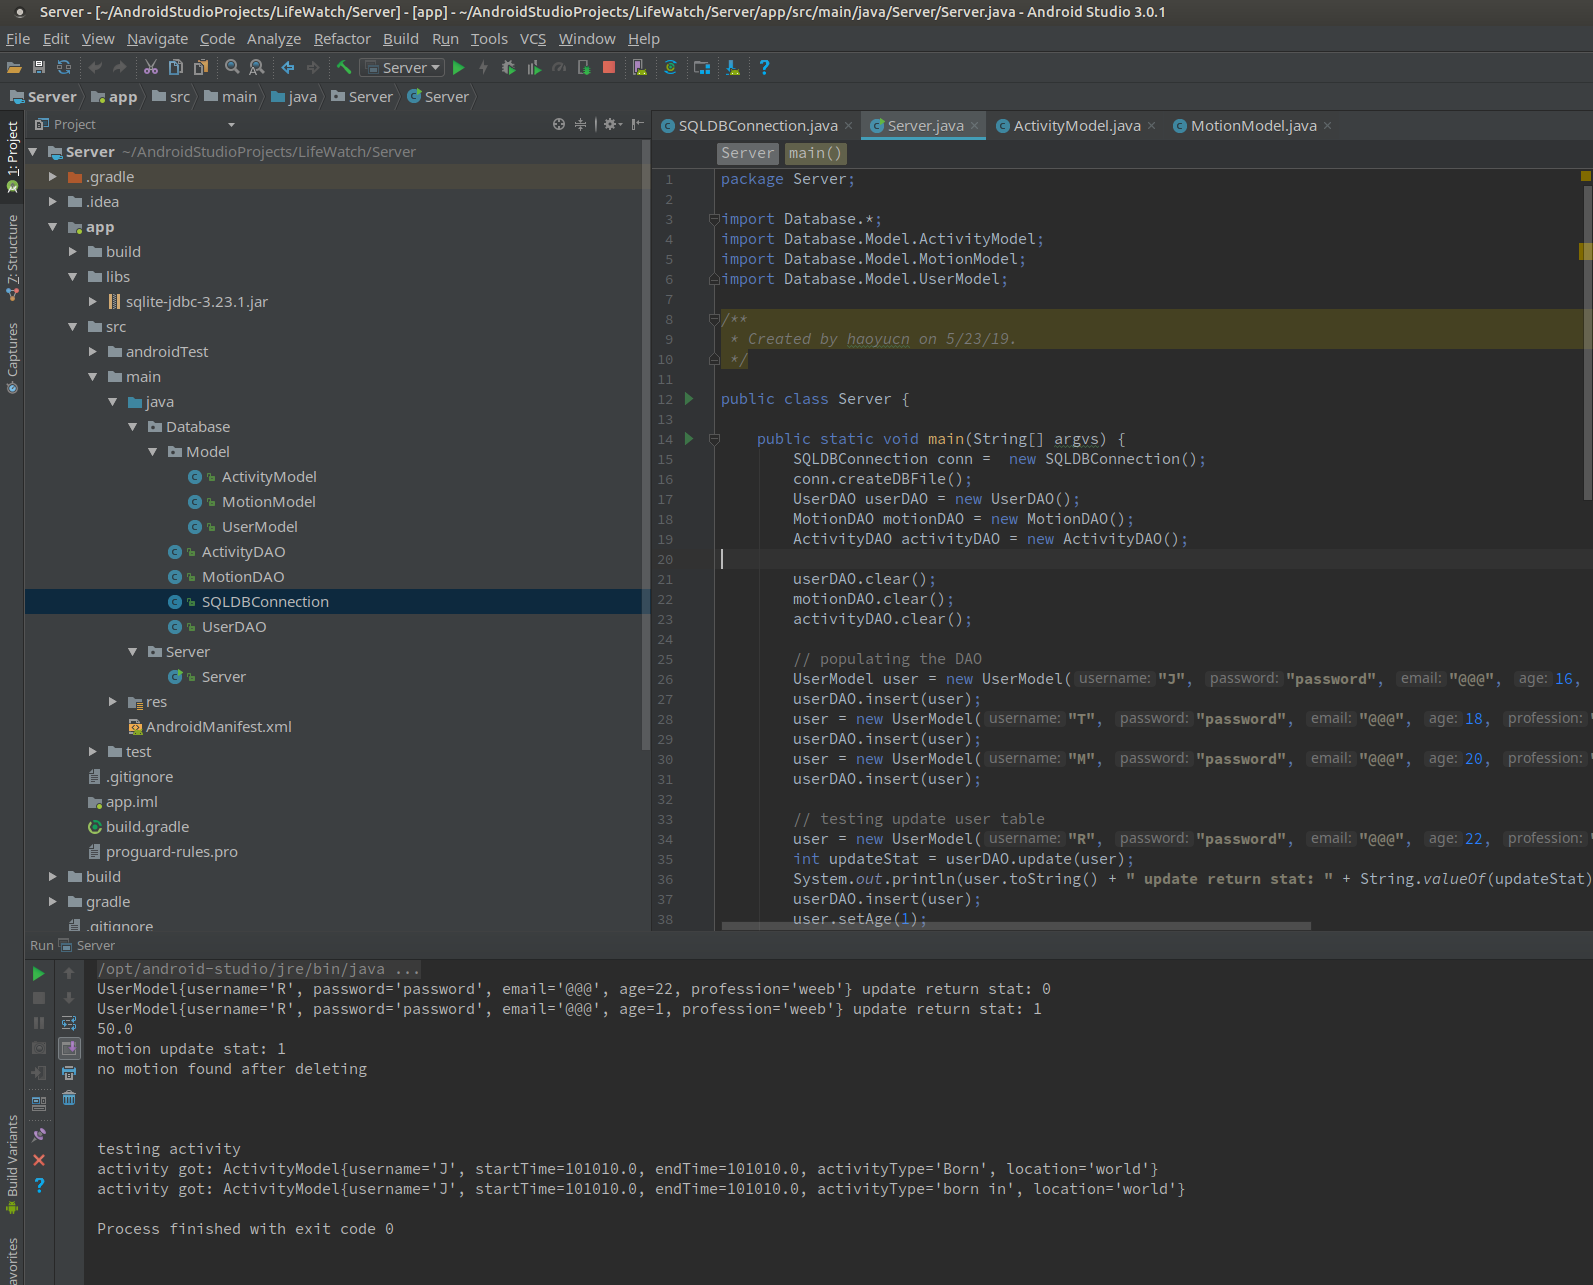 Server - [~/AndroidStudioProjects/LifeWatch/Server] - [app] - ~/AndroidStudioProjects/LifeWatch/Server/app/src/main/java/Server/Server.java - Android Studio 3.0.1
File Edit View Navigate Code Analyze Refactor Build Run Tools VCS Window Help
Server
Server app src main java Server Server
1: Project
7: Structure
Captures
Build Variants
Project
Server ~/AndroidStudioProjects/LifeWatch/Server
.gradle
.idea
app
build
libs
sqlite-jdbc-3.23.1.jar
src
androidTest
main
java
Database
Model
ActivityModel
MotionModel
UserModel
ActivityDAO
MotionDAO
SQLDBConnection
UserDAO
Server
Server
res
AndroidManifest.xml
test
.gitignore
app.iml
build.gradle
proguard-rules.pro
build
gradle
.gitignore
SQLDBConnection.java Server.java ActivityModel.java MotionModel.java
Server main()
1 package Server;
2
3 import Database.*;
4 import Database.Model.ActivityModel;
5 import Database.Model.MotionModel;
6 import Database.Model.UserModel;
7
8 /**
9 * Created by haoyucn on 5/23/19.
10 */
11
12 public class Server {
13
14 public static void main(String[] argvs) {
15 SQLDBConnection conn =  new SQLDBConnection();
16 conn.createDBFile();
17 UserDAO userDAO = new UserDAO();
18 MotionDAO motionDAO = new MotionDAO();
19 ActivityDAO activityDAO = new ActivityDAO();
20
21 userDAO.clear();
22 motionDAO.clear();
23 activityDAO.clear();
24
25 // populating the DAO
26 UserModel user = new UserModel( username: "J", password: "password", email: "@@@", age: 16,
27 userDAO.insert(user);
28 user = new UserModel( username: "T", password: "password", email: "@@@", age: 18, profession: "
29 userDAO.insert(user);
30 user = new UserModel( username: "M", password: "password", email: "@@@", age: 20, profession: "
31 userDAO.insert(user);
32
33 // testing update user table
34 user = new UserModel( username: "R", password: "password", email: "@@@", age: 22, profession: "
35 int updateStat = userDAO.update(user);
36 System.out.println(user.toString() + " update return stat: " + String.valueOf(updateStat)
37 userDAO.insert(user);
38 user.setAge(1);
Run Server
/opt/android-studio/jre/bin/java ...
UserModel{username='R', password='password', email='@@@', age=22, profession='weeb'} update return stat: 0
UserModel{username='R', password='password', email='@@@', age=1, profession='weeb'} update return stat: 1
50.0
motion update stat: 1
no motion found after deleting
testing activity
activity got: ActivityModel{username='J', startTime=101010.0, endTime=101010.0, activityType='Born', location='world'}
activity got: ActivityModel{username='J', startTime=101010.0, endTime=101010.0, activityType='born in', location='world'}
Process finished with exit code 0